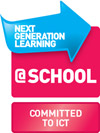 NEXT
GENERATION
LEARNING
@SCHOOL
COMMITTED
TO ICT